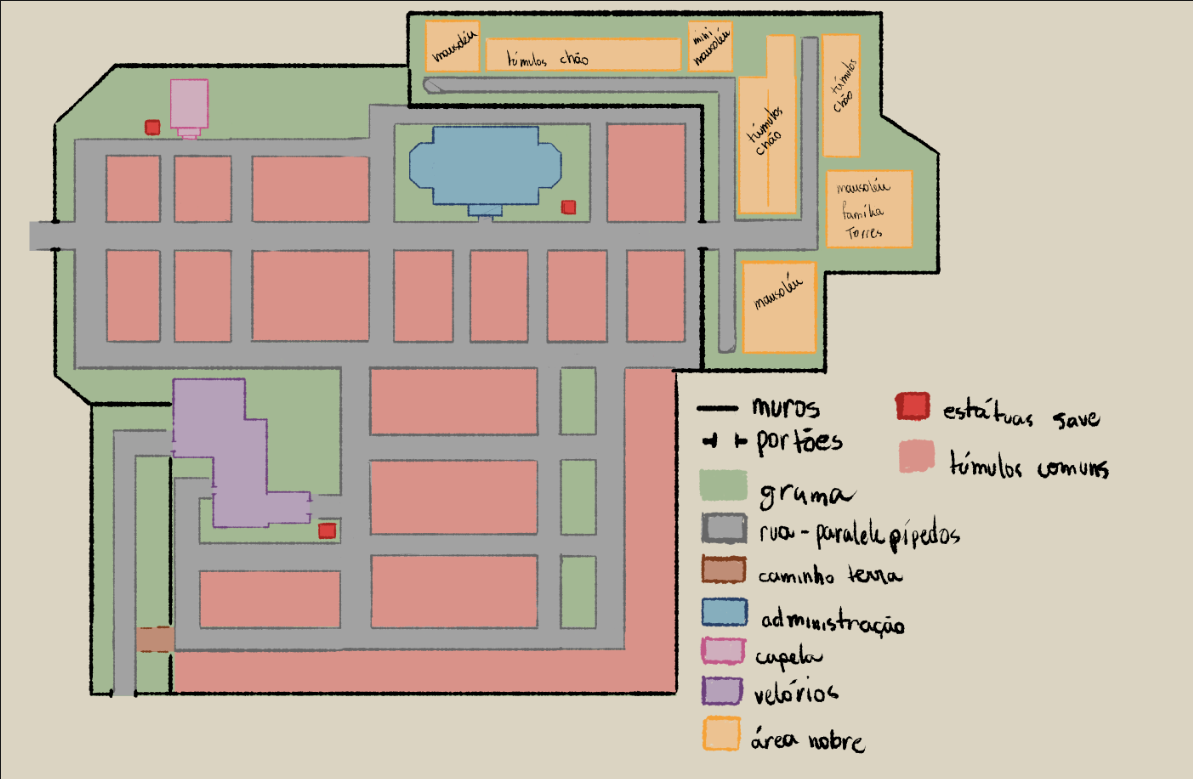 mausoléu
túmulos chão
mini
mausoléu
túmulos
chão
túmulos
chão
mausoléu
família
Torres
mausoléu
muros
portões
grama
rua-paralelepípedos
caminho terra
administração
capela
velórios
área nobre
estátuas save
túmulos comuns